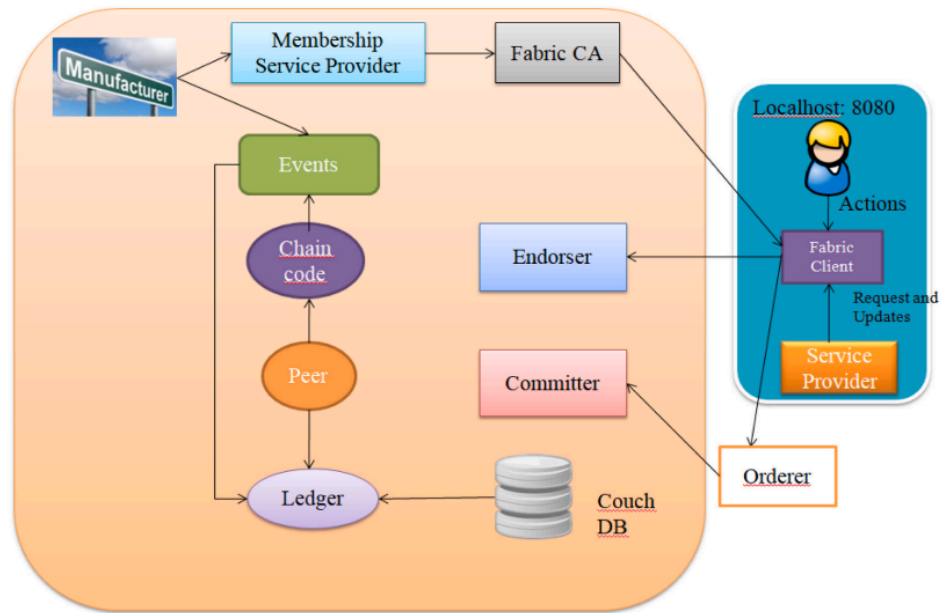 Manufacturer
Membership
Service Provider
Fabric CA
Localhost: 8080
Actions
Fabric
Client
Request and
Updates
Service
Provider
Events
Chain
code
Endorser
Peer
Committer
Ledger
Couch
DB
Orderer